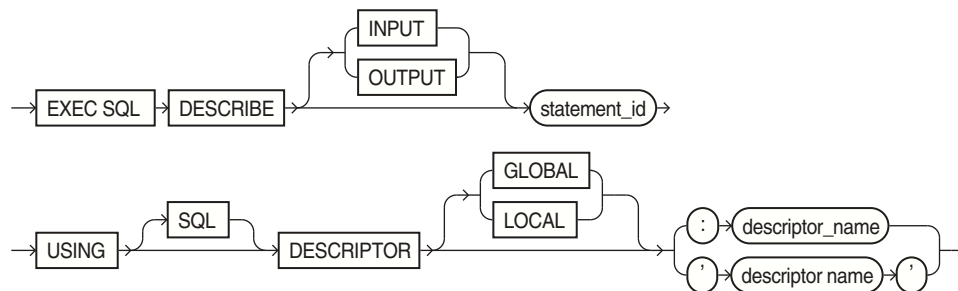 INPUT
OUTPUT
EXEC SQL DESCRIBE statement_id
GLOBAL
LOCAL
SQL
USING DESCRIPTOR
: descriptor_name
' descriptor name '